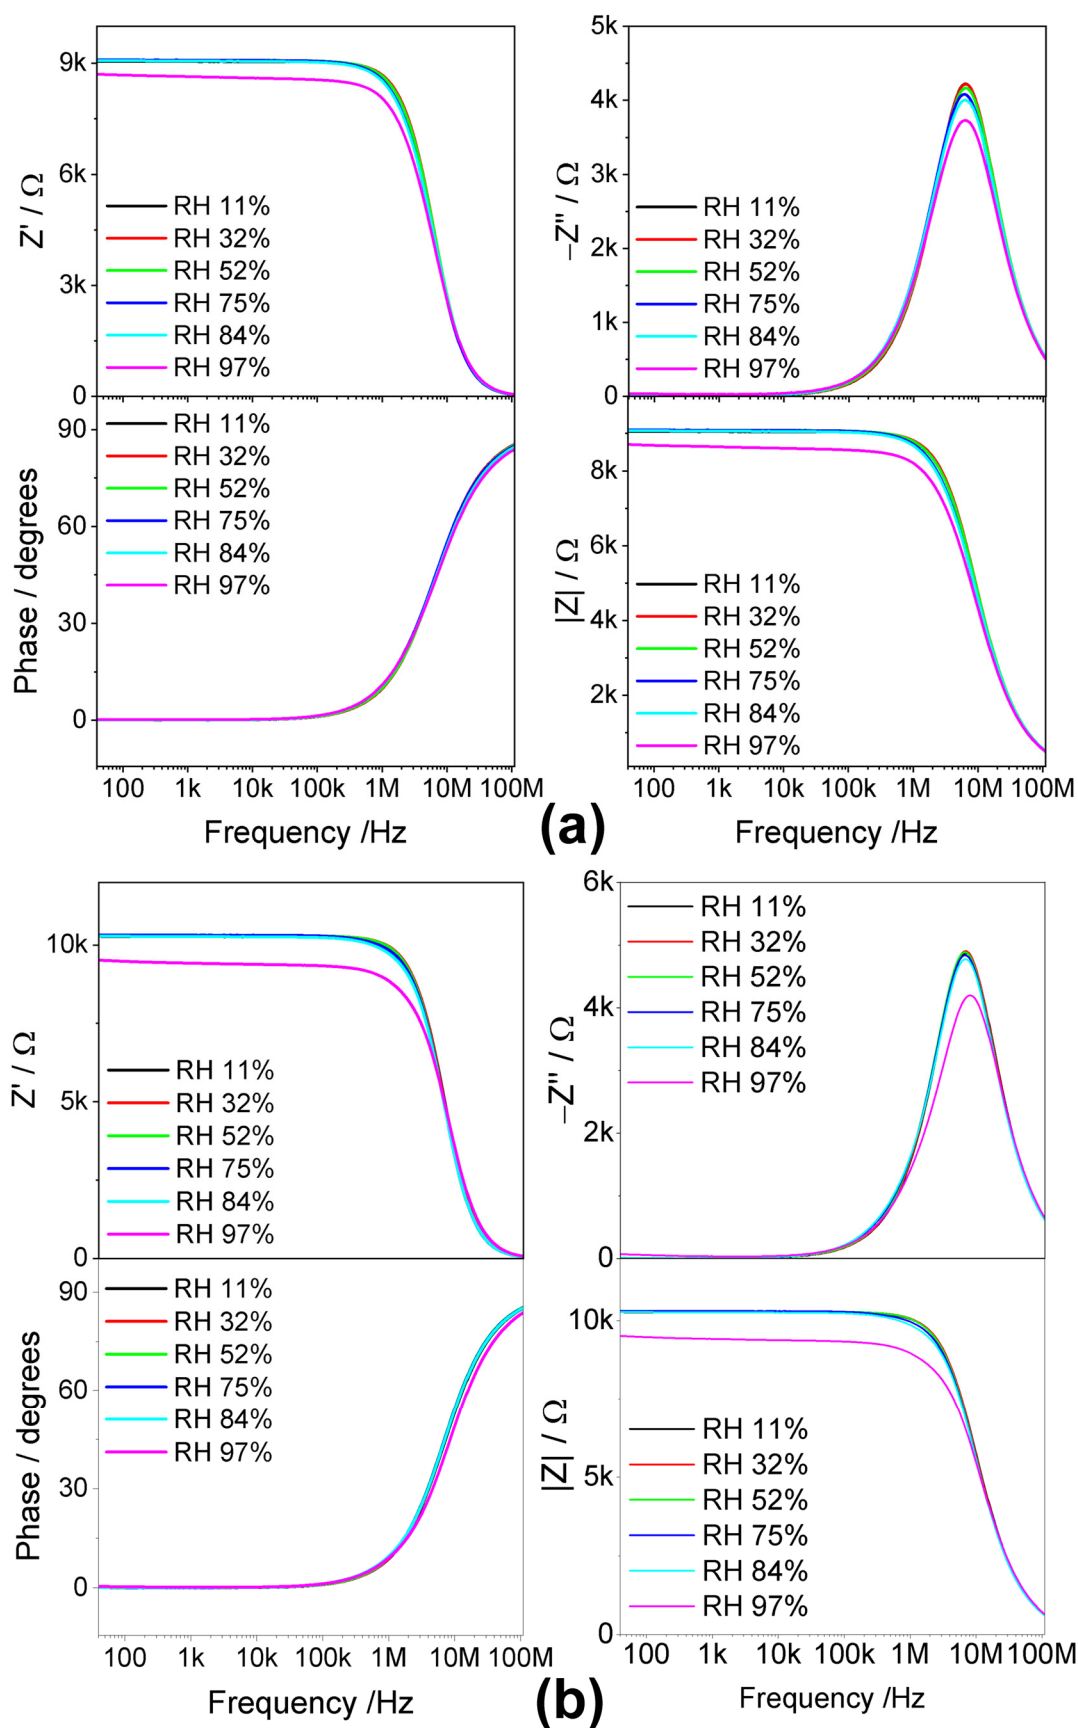 9k
6k
3k
0
Z' / Ω
RH 11%
RH 32%
RH 52%
RH 75%
RH 84%
RH 97%
5k
4k
3k
2k
1k
0
–Z'' / Ω
RH 11%
RH 32%
RH 52%
RH 75%
RH 84%
RH 97%
90
60
30
0
Phase / degrees
RH 11%
RH 32%
RH 52%
RH 75%
RH 84%
RH 97%
100 1k 10k 100k 1M 10M 100M
Frequency /Hz
8k
6k
4k
2k
|Z| / Ω
RH 11%
RH 32%
RH 52%
RH 75%
RH 84%
RH 97%
100 1k 10k 100k 1M 10M 100M
Frequency /Hz
(a)
10k
5k
0
Z' / Ω
RH 11%
RH 32%
RH 52%
RH 75%
RH 84%
RH 97%
6k
4k
2k
0
–Z'' / Ω
RH 11%
RH 32%
RH 52%
RH 75%
RH 84%
RH 97%
90
60
30
0
Phase / degrees
RH 11%
RH 32%
RH 52%
RH 75%
RH 84%
RH 97%
100 1k 10k 100k 1M 10M 100M
Frequency /Hz
10k
5k
0
|Z| / Ω
RH 11%
RH 32%
RH 52%
RH 75%
RH 84%
RH 97%
100 1k 10k 100k 1M 10M 100M
Frequency /Hz
(b)